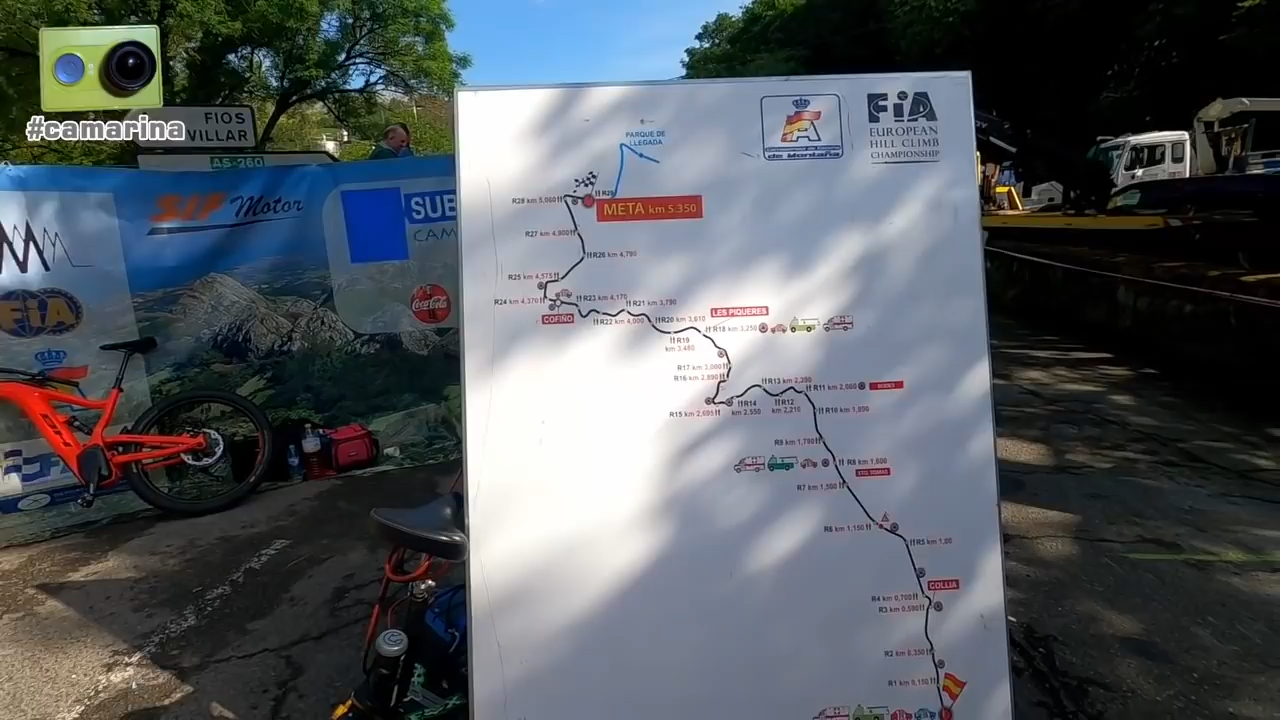 #camarina
FIOS
VILLAR
AS-260
Motor
SUB
CAM
FIA
Coca-Cola
FIA
EUROPEAN
HILL CLIMB
CHAMPIONSHIP
de Montaña
PARQUE DE
LLEGADA
R29
META km 5.350
R28 km 5,060
R27 km 4,900
R26 km 4,790
R25 km 4,575
R24 km 4,370
R23 km 4,170
COFIÑO
R22 km 4,000
R21 km 3,790
R20 km 3,610
LES PIQUERES
R18 km 3,250
R19
km 3,480
R17 km 3,000
R16 km 2,890
R15 km 2,695
R14
km 2,550
R13 km 2,390
R12
km 2,210
R11 km 2,060
R10 km 1,890
R9 km 1,790
R8 km 1,600
R7 km 1,500
R6 km 1,150
R5 km 1,00
COLLIA
R4 km 0,700
R3 km 0,580
R2 km 0,350
R1 km 0,150